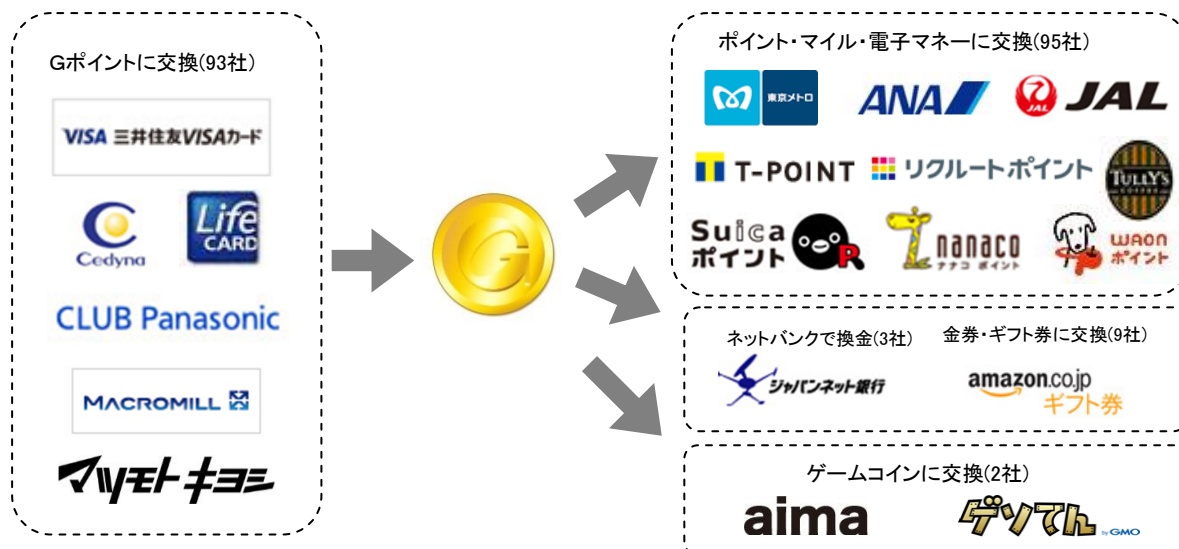 Gポイントに交換(93社)
VISA 三井住友VISAカード
Cedyna
Life
CARD
CLUB Panasonic
MACROMILL
マツモトキヨシ
G
ポイント・マイル・電子マネーに交換(95社)
東京メトロ
ANA
JAL
JAL
T-POINT
リクルートポイント
TULLY'S
COFFEE
Suica
ポイント
R
nanaco
ナナコ ポイント
WAON
ポイント
ネットバンクで換金(3社)
ジャパンネット銀行
金券・ギフト券に交換(9社)
amazon.co.jp
ギフト券
ゲームコインに交換(2社)
aima
ゲソてん by GMO